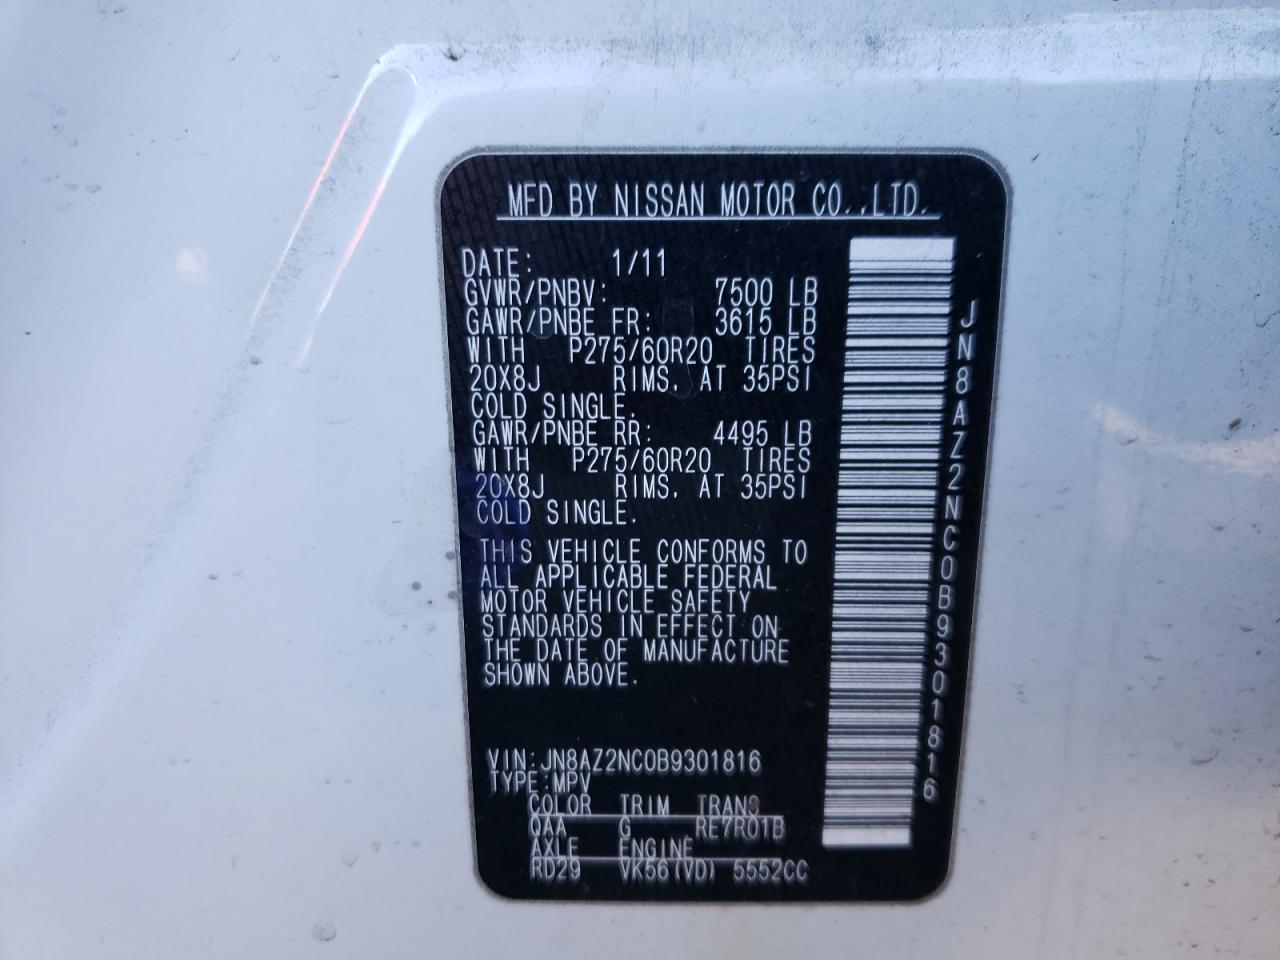 MFD BY NISSAN MOTOR CO.,LTD.
DATE: 1/11
GVWR/PNBV: 7500 LB
GAWR/PNBE FR: 3615 LB
WITH P275/60R20 TIRES
20X8J RIMS. AT 35PSI
COLD SINGLE.
GAWR/PNBE RR: 4495 LB
WITH P275/60R20 TIRES
20X8J RIMS. AT 35PSI
COLD SINGLE.
THIS VEHICLE CONFORMS TO
ALL APPLICABLE FEDERAL
MOTOR VEHICLE SAFETY
STANDARDS IN EFFECT ON
THE DATE OF MANUFACTURE
SHOWN ABOVE.
VIN:JN8AZ2NC0B9301816
TYPE:MPV
COLOR TRIM TRANS
QAA G RE7R01B
AXLE ENGINE
RD29 VK56(VD) 5552CC
JN8AZ2NC0B9301816